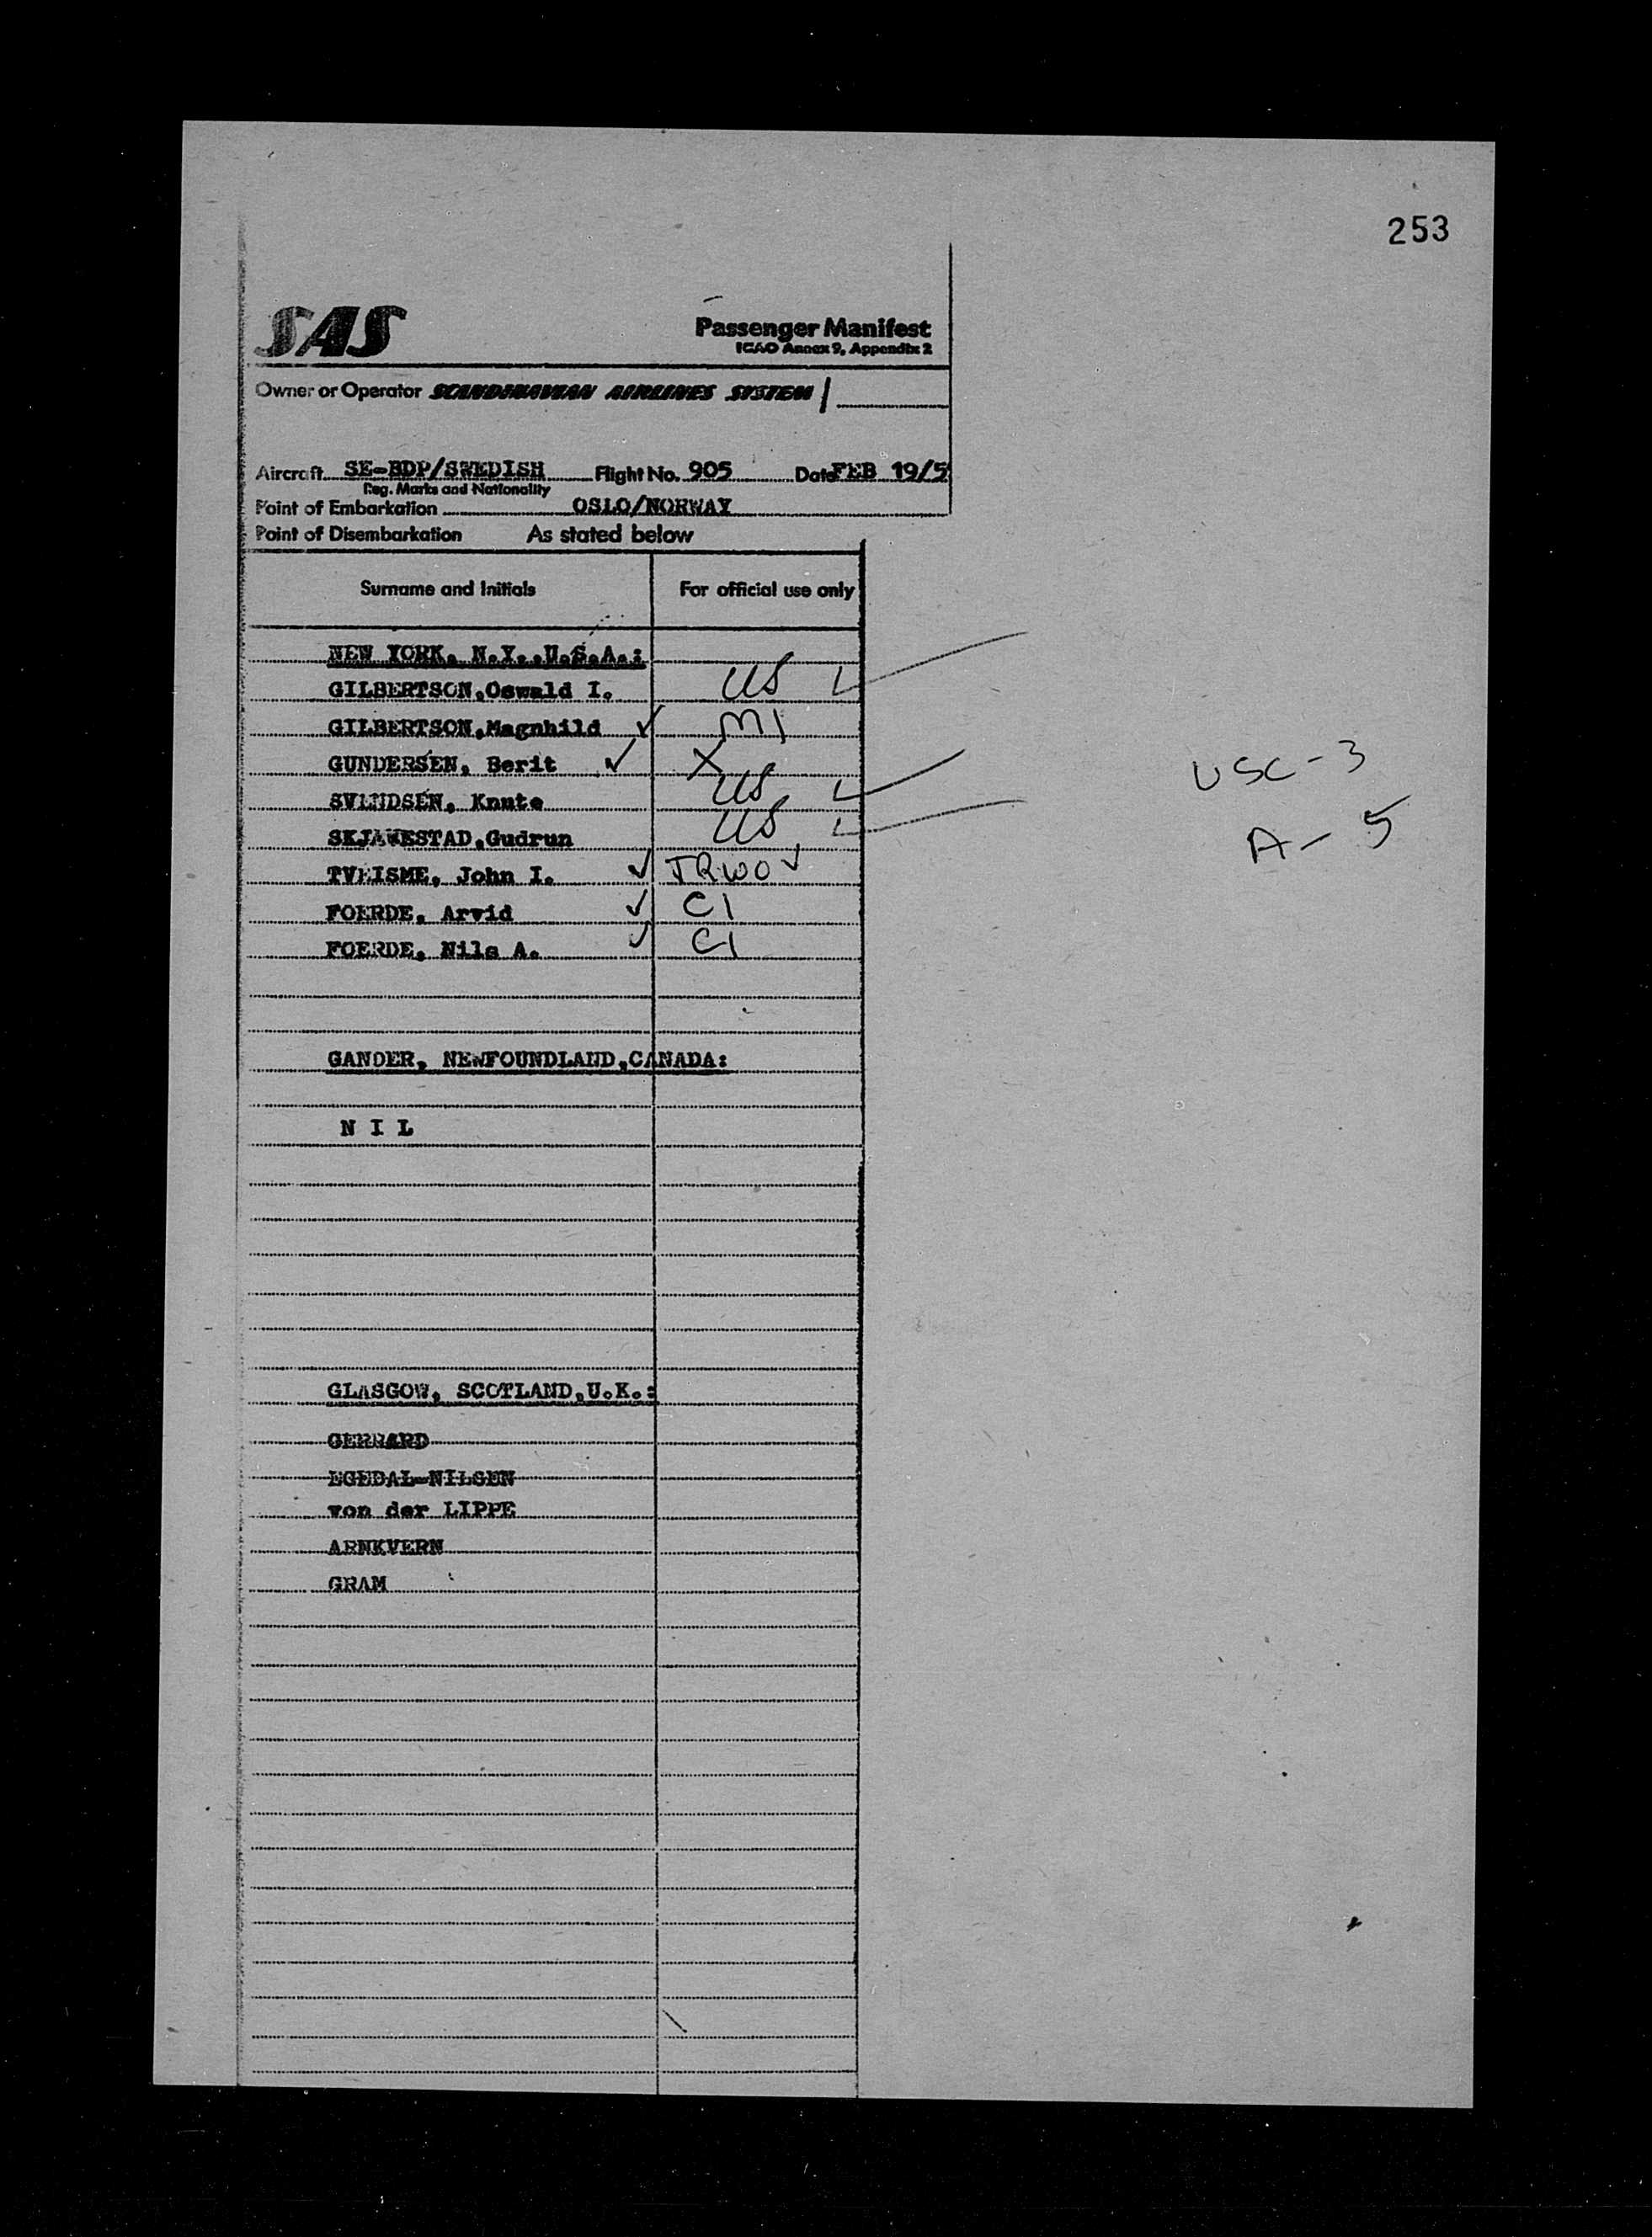 253
SAS
Passenger Manifest
ICAO Annex 9, Appendix 2
Owner or Operator SCANDINAVIAN AIRLINES SYSTEM
Aircraft SE-BDP/SWEDISH Flight No. 905 Date FEB 19/5
Reg. Marks and Nationality
Point of Embarkation OSLO/NORWAY
Point of Disembarkation As stated below
Surname and Initials For official use only
NEW YORK, N.Y.,U.S.A.:
GILBERTSON,Oswald I. US
GILBERTSON,Magnhild ✓ M1
GUNDERSEN, Berit ✓ X
SVENDSEN, Knute US
USC-3
Gudrun US
A-5
TVEISME, John I. ✓ TRWO ✓
FOERDE, Arvid ✓ C1
FOERDE, Nils A. ✓ C1
GANDER, NEWFOUNDLAND,CANADA:
N I L
GLASGOW, SCOTLAND,U.K.:
GERRARD
EGEDAL-NILSEN
von der LIPPE
ARNKVERN
GRAM